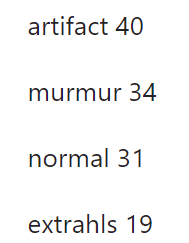 artifact 40
murmur 34
normal 31
extrahls 19